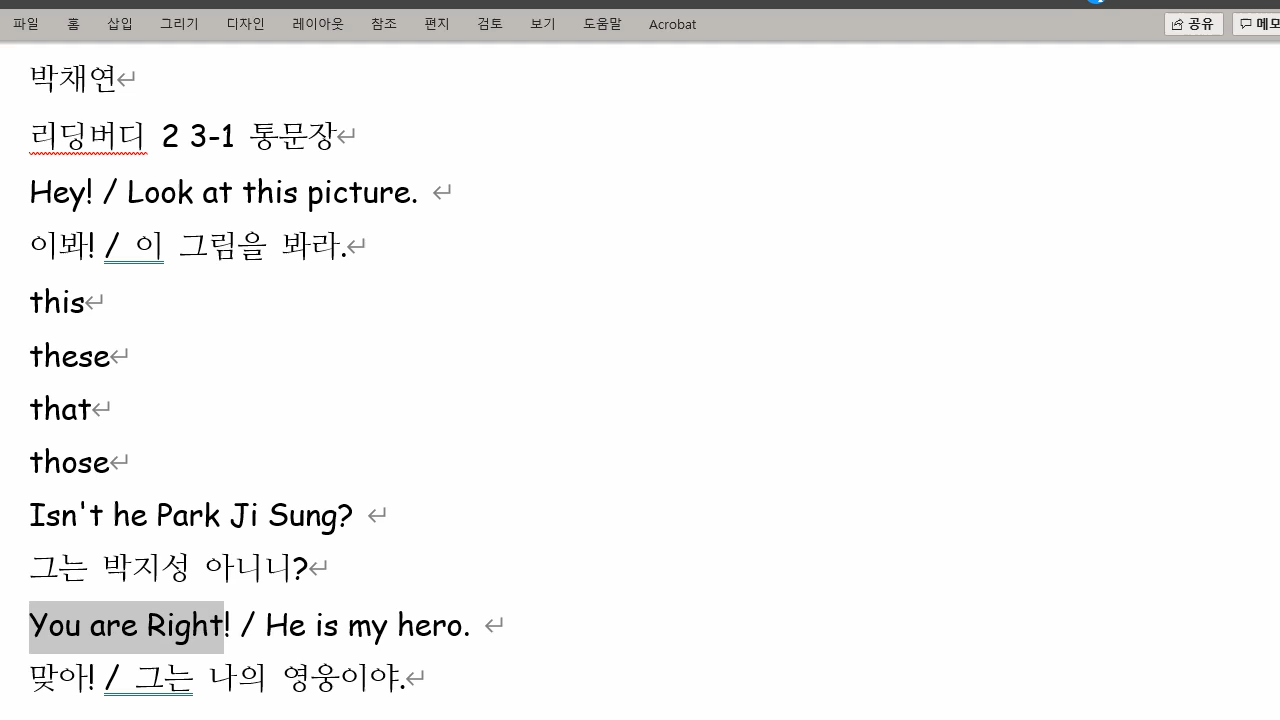 파일 홈 삽입 그리기 디자인 레이아웃 참조 편지 검토 보기 도움말 Acrobat 공유 메모
박채연
리딩버디 2 3-1 통문장
Hey! / Look at this picture.
이봐! / 이 그림을 봐라.
this
these
that
those
Isn't he Park Ji Sung?
그는 박지성 아니니?
You are Right! / He is my hero.
맞아! / 그는 나의 영웅이야.